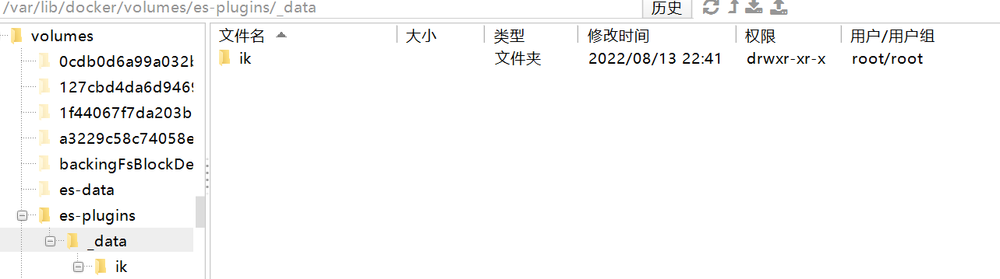 /var/lib/docker/volumes/es-plugins/_data 历史
volumes
0cdb0d6a99a032b
127cbd4da6d9469
1f44067f7da203b
a3229c58c74058e
backingFsBlockDe
es-data
es-plugins
_data
ik
文件名 大小 类型 修改时间 权限 用户/用户组
ik 文件夹 2022/08/13 22:41 drwxr-xr-x root/root